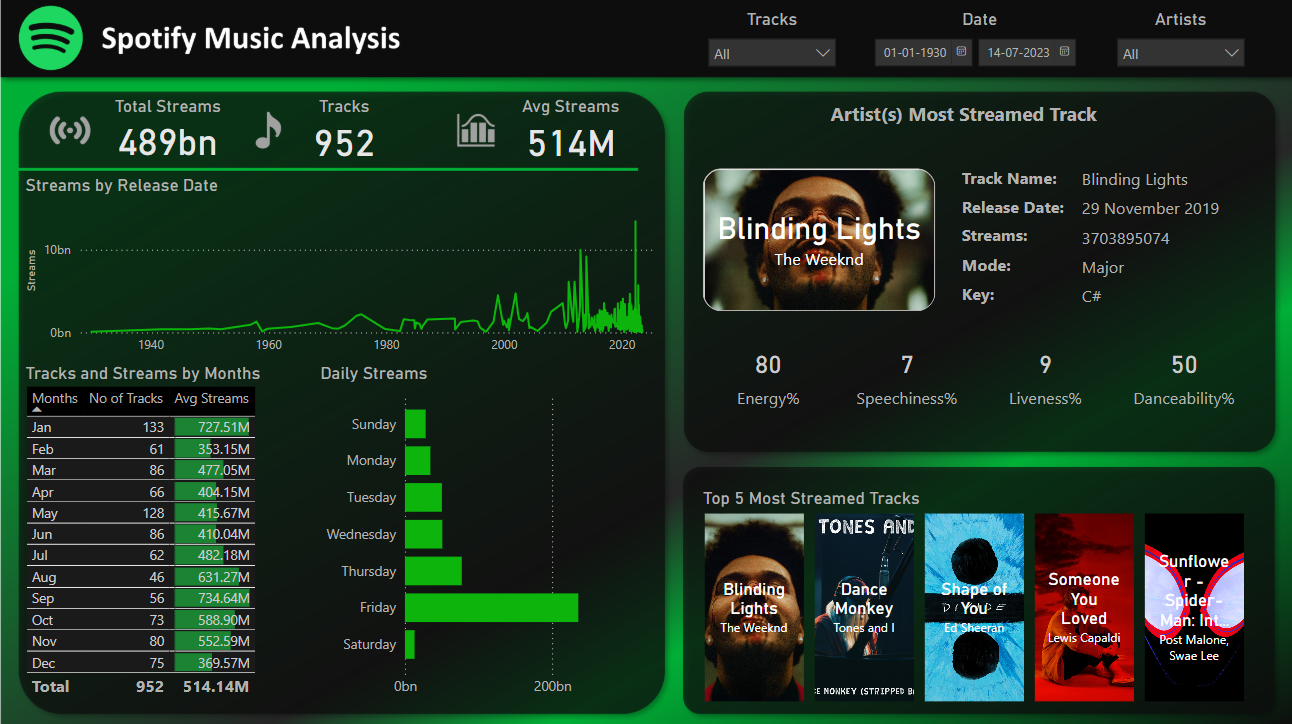 Spotify Music Analysis
Tracks
All
Date
01-01-1930
14-07-2023
Artists
All
Total Streams
489bn
Tracks
952
Avg Streams
514M
Streams by Release Date
Streams
10bn
0bn
1940 1960 1980 2000 2020
Tracks and Streams by Months
Months No of Tracks Avg Streams
Jan 133 727.51M
Feb 61 353.15M
Mar 86 477.05M
Apr 66 404.15M
May 128 415.67M
Jun 86 410.04M
Jul 62 482.18M
Aug 46 631.27M
Sep 56 734.64M
Oct 73 588.90M
Nov 80 552.59M
Dec 75 369.57M
Total 952 514.14M
Daily Streams
Sunday
Monday
Tuesday
Wednesday
Thursday
Friday
Saturday
0bn 200bn
Artist(s) Most Streamed Track
Blinding Lights
The Weeknd
Track Name: Blinding Lights
Release Date: 29 November 2019
Streams: 3703895074
Mode: Major
Key: C#
80 7 9 50
Energy% Speechiness% Liveness% Danceability%
Top 5 Most Streamed Tracks
Blinding
Lights
The Weeknd
TONES AND
Dance
Monkey
Tones and I
CE MONKEY (STRIPPED BA
Shape of
You
Ed Sheeran
Someone
You
Loved
Lewis Capaldi
Sunflowe
r -
Spider-
Man: Int...
Post Malone,
Swae Lee